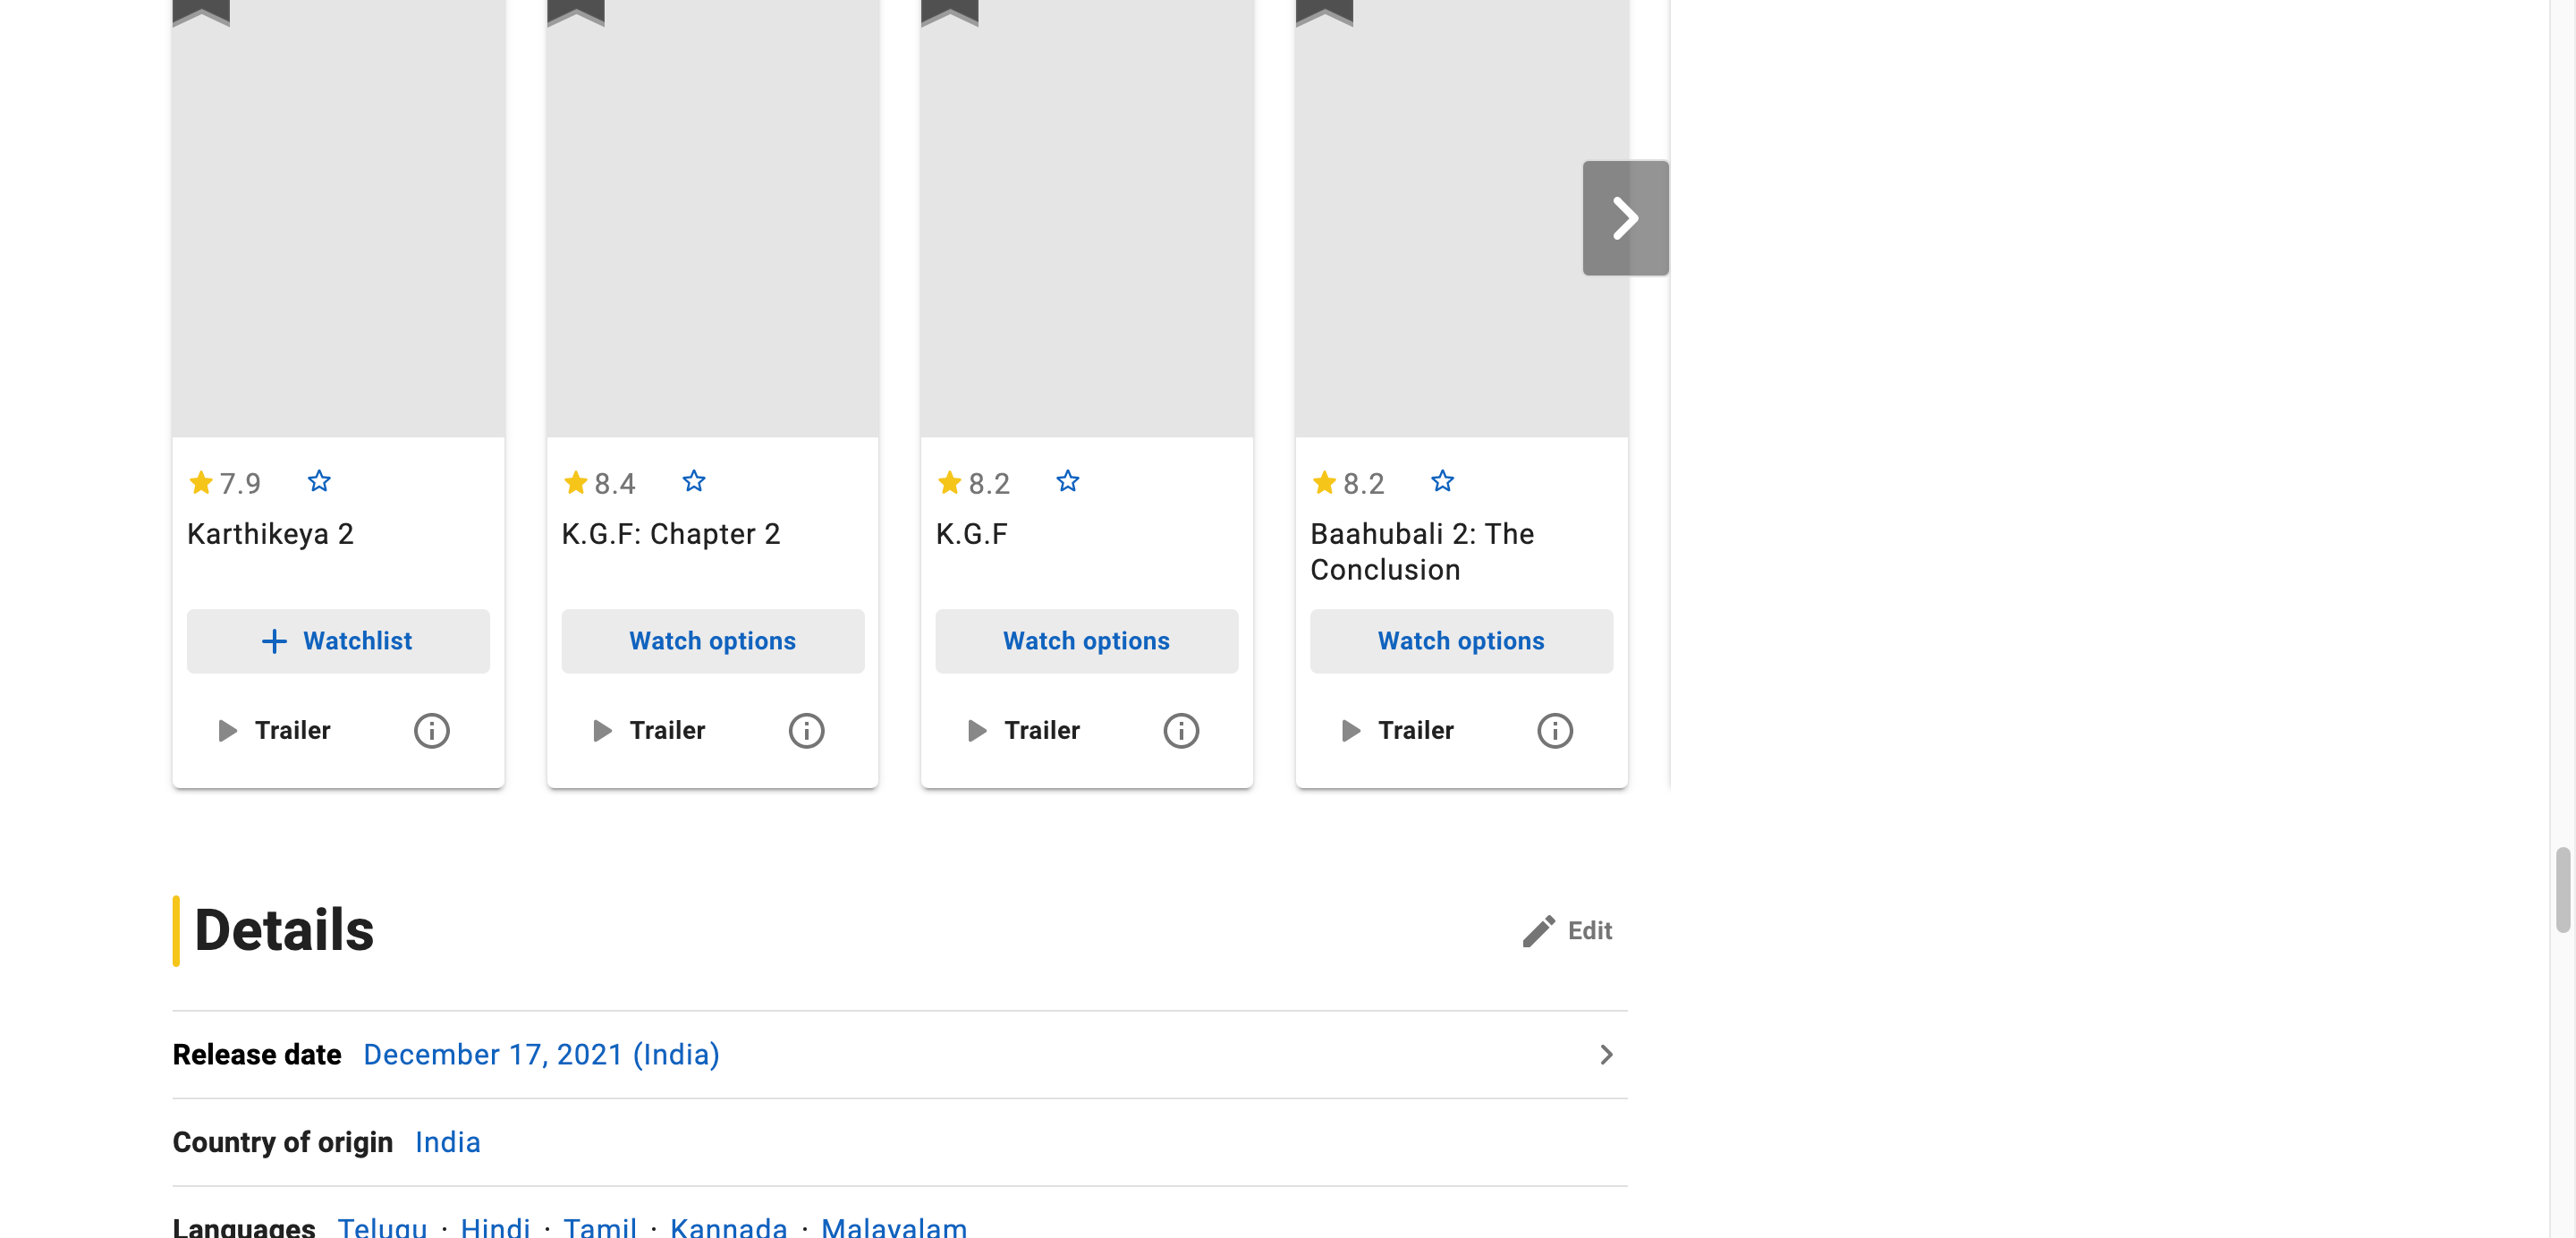 7.9
Karthikeya 2
Watchlist
Trailer
8.4
K.G.F: Chapter 2
Watch options
Trailer
8.2
K.G.F
Watch options
Trailer
8.2
Baahubali 2: The
Conclusion
Watch options
Trailer
Details
Edit
Release date December 17, 2021 (India)
Country of origin India
Languages Telugu · Hindi · Tamil · Kannada · Malayalam